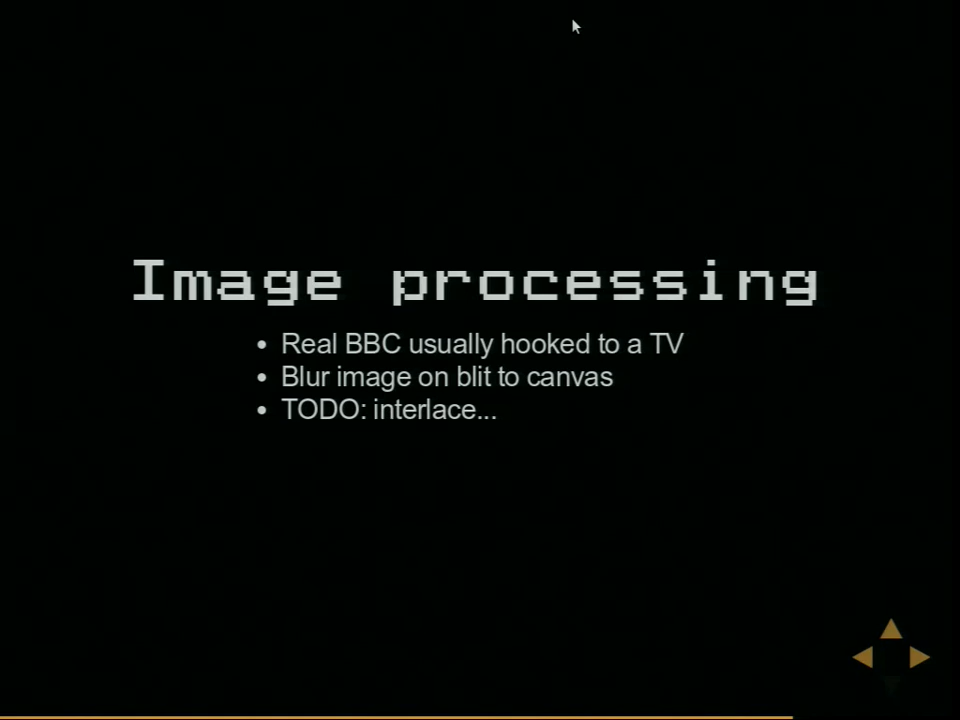 Image processing
• Real BBC usually hooked to a TV
• Blur image on blit to canvas
• TODO: interlace...